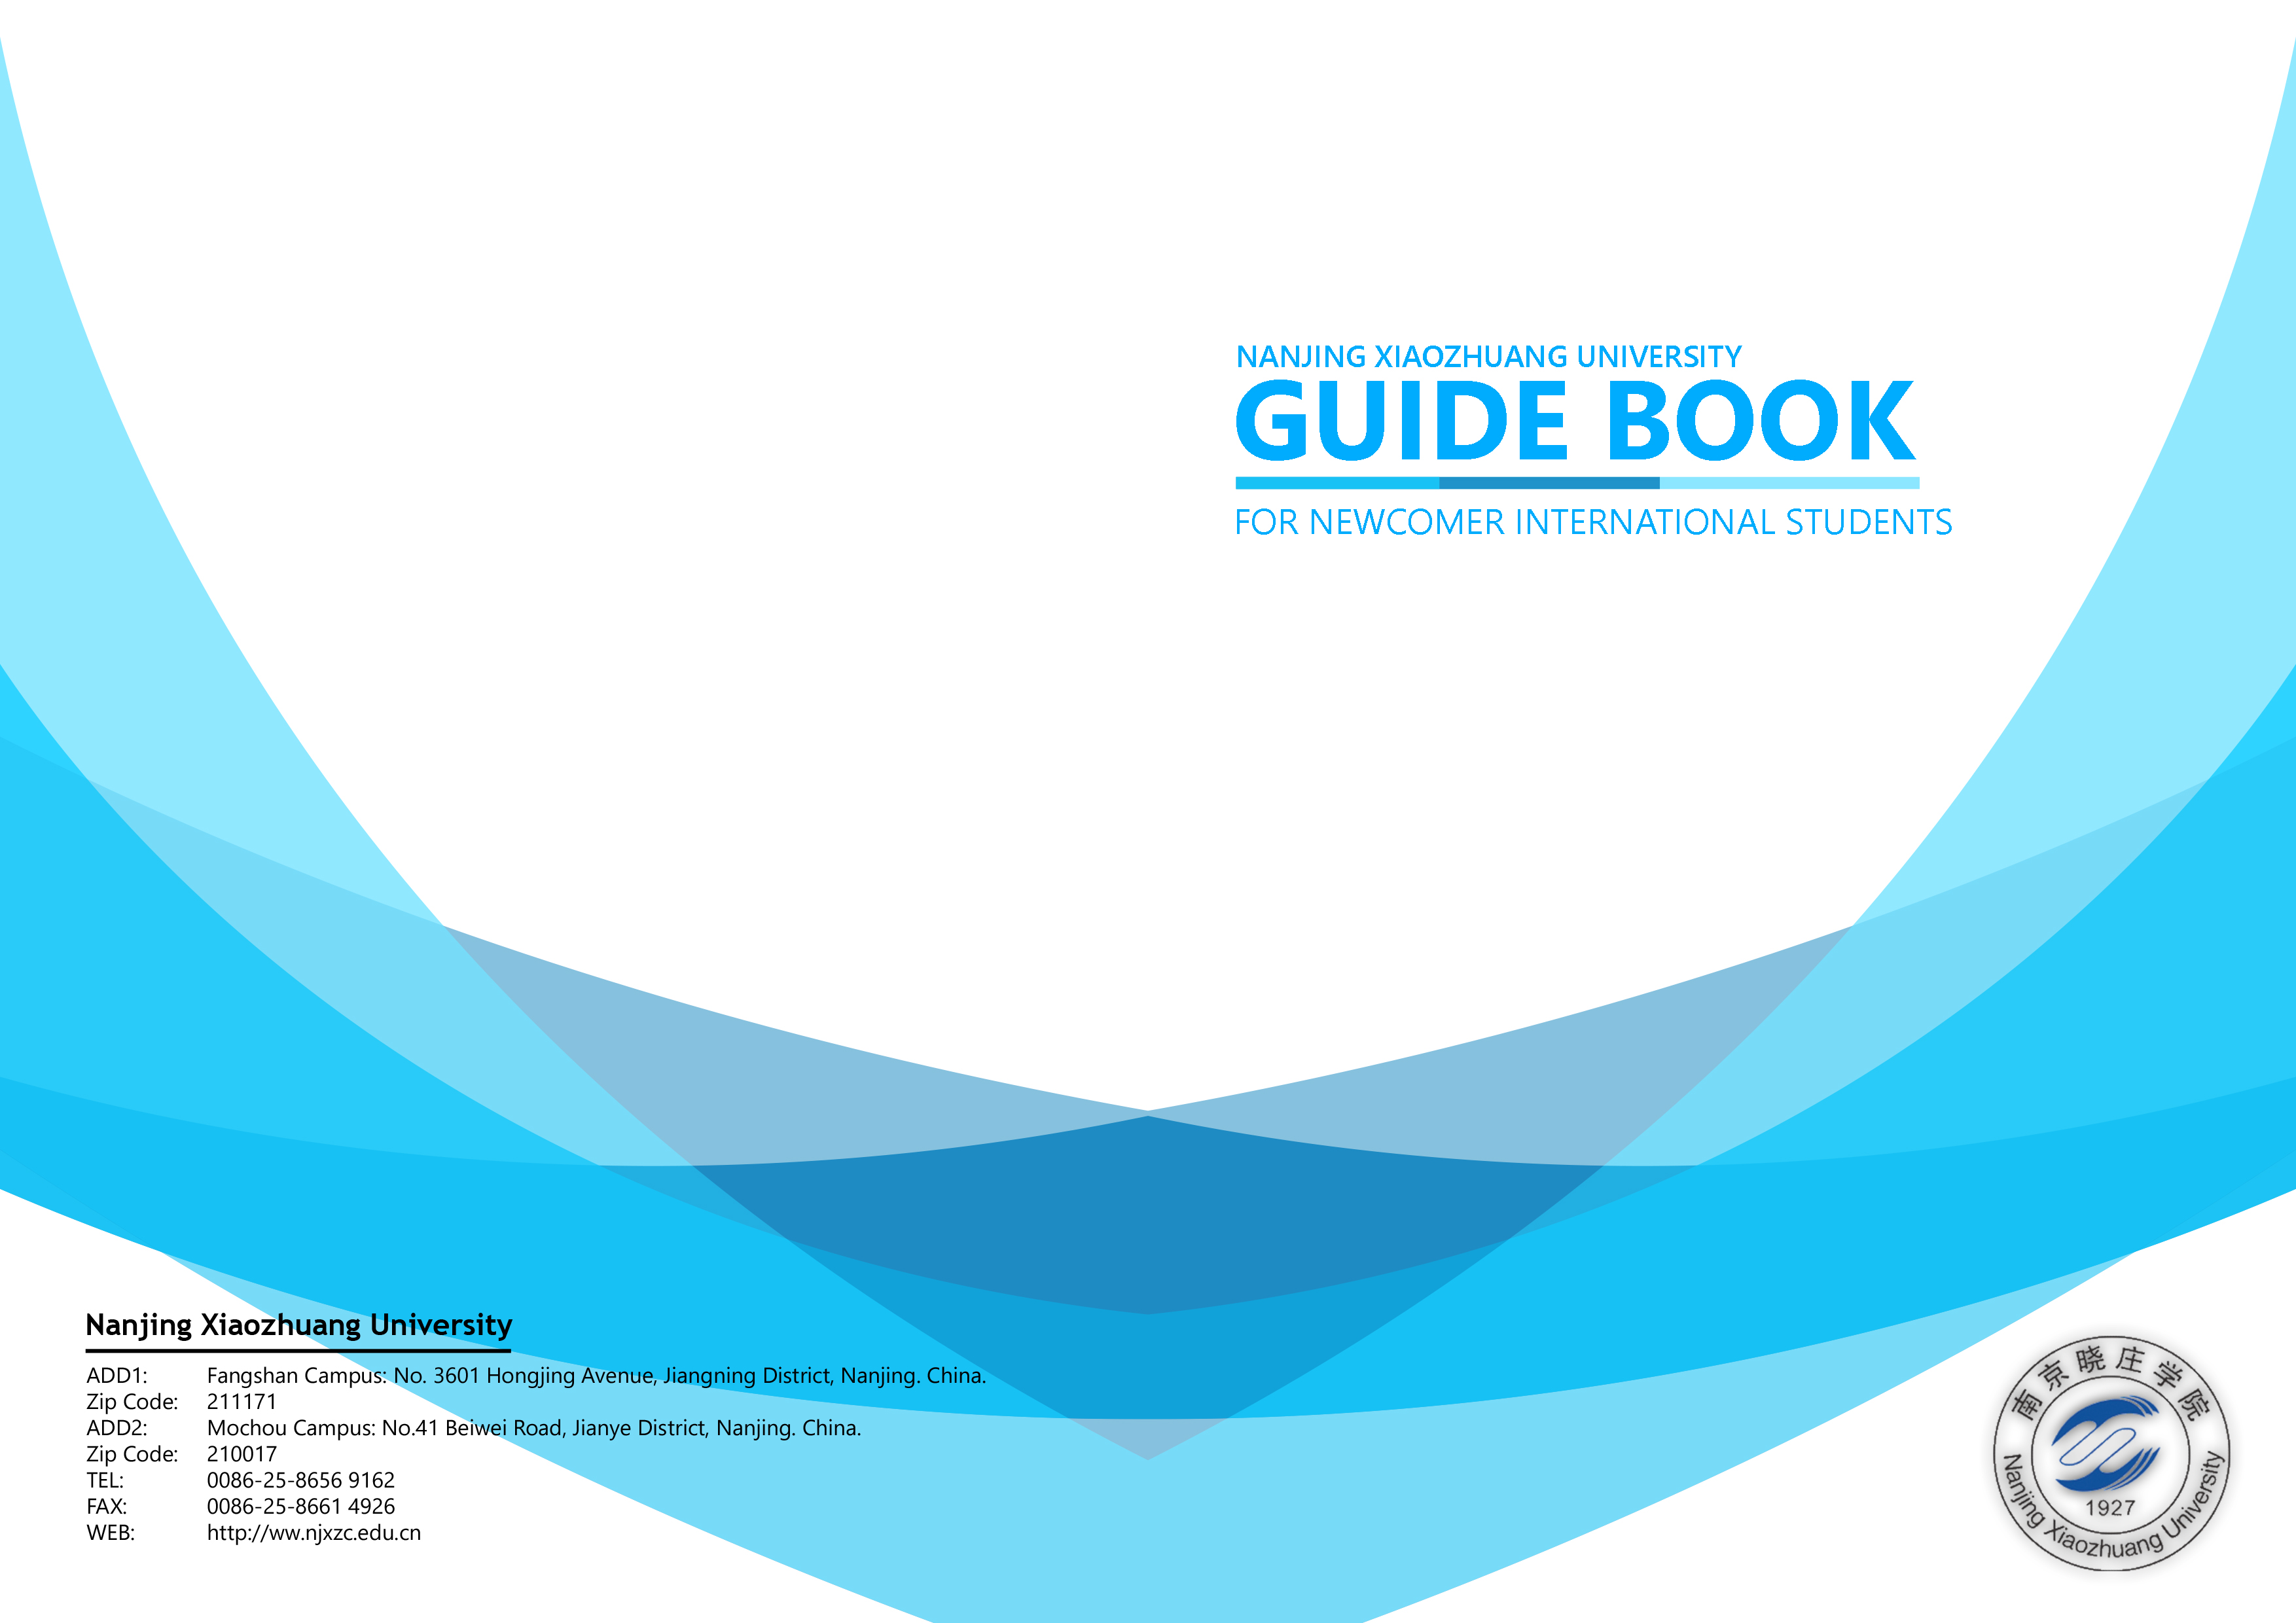 NANJING XIAOZHUANG UNIVERSITY
GUIDE BOOK
FOR NEWCOMER INTERNATIONAL STUDENTS
Nanjing Xiaozhuang University
ADD1: Fangshan Campus: No. 3601 Hongjing Avenue, Jiangning District, Nanjing. China.
Zip Code: 211171
ADD2: Mochou Campus: No.41 Beiwei Road, Jianye District, Nanjing. China.
Zip Code: 210017
TEL: 0086-25-8656 9162
FAX: 0086-25-8661 4926
WEB: http://ww.njxzc.edu.cn
南京晓庄学院
1927
Nanjing Xiaozhuang University